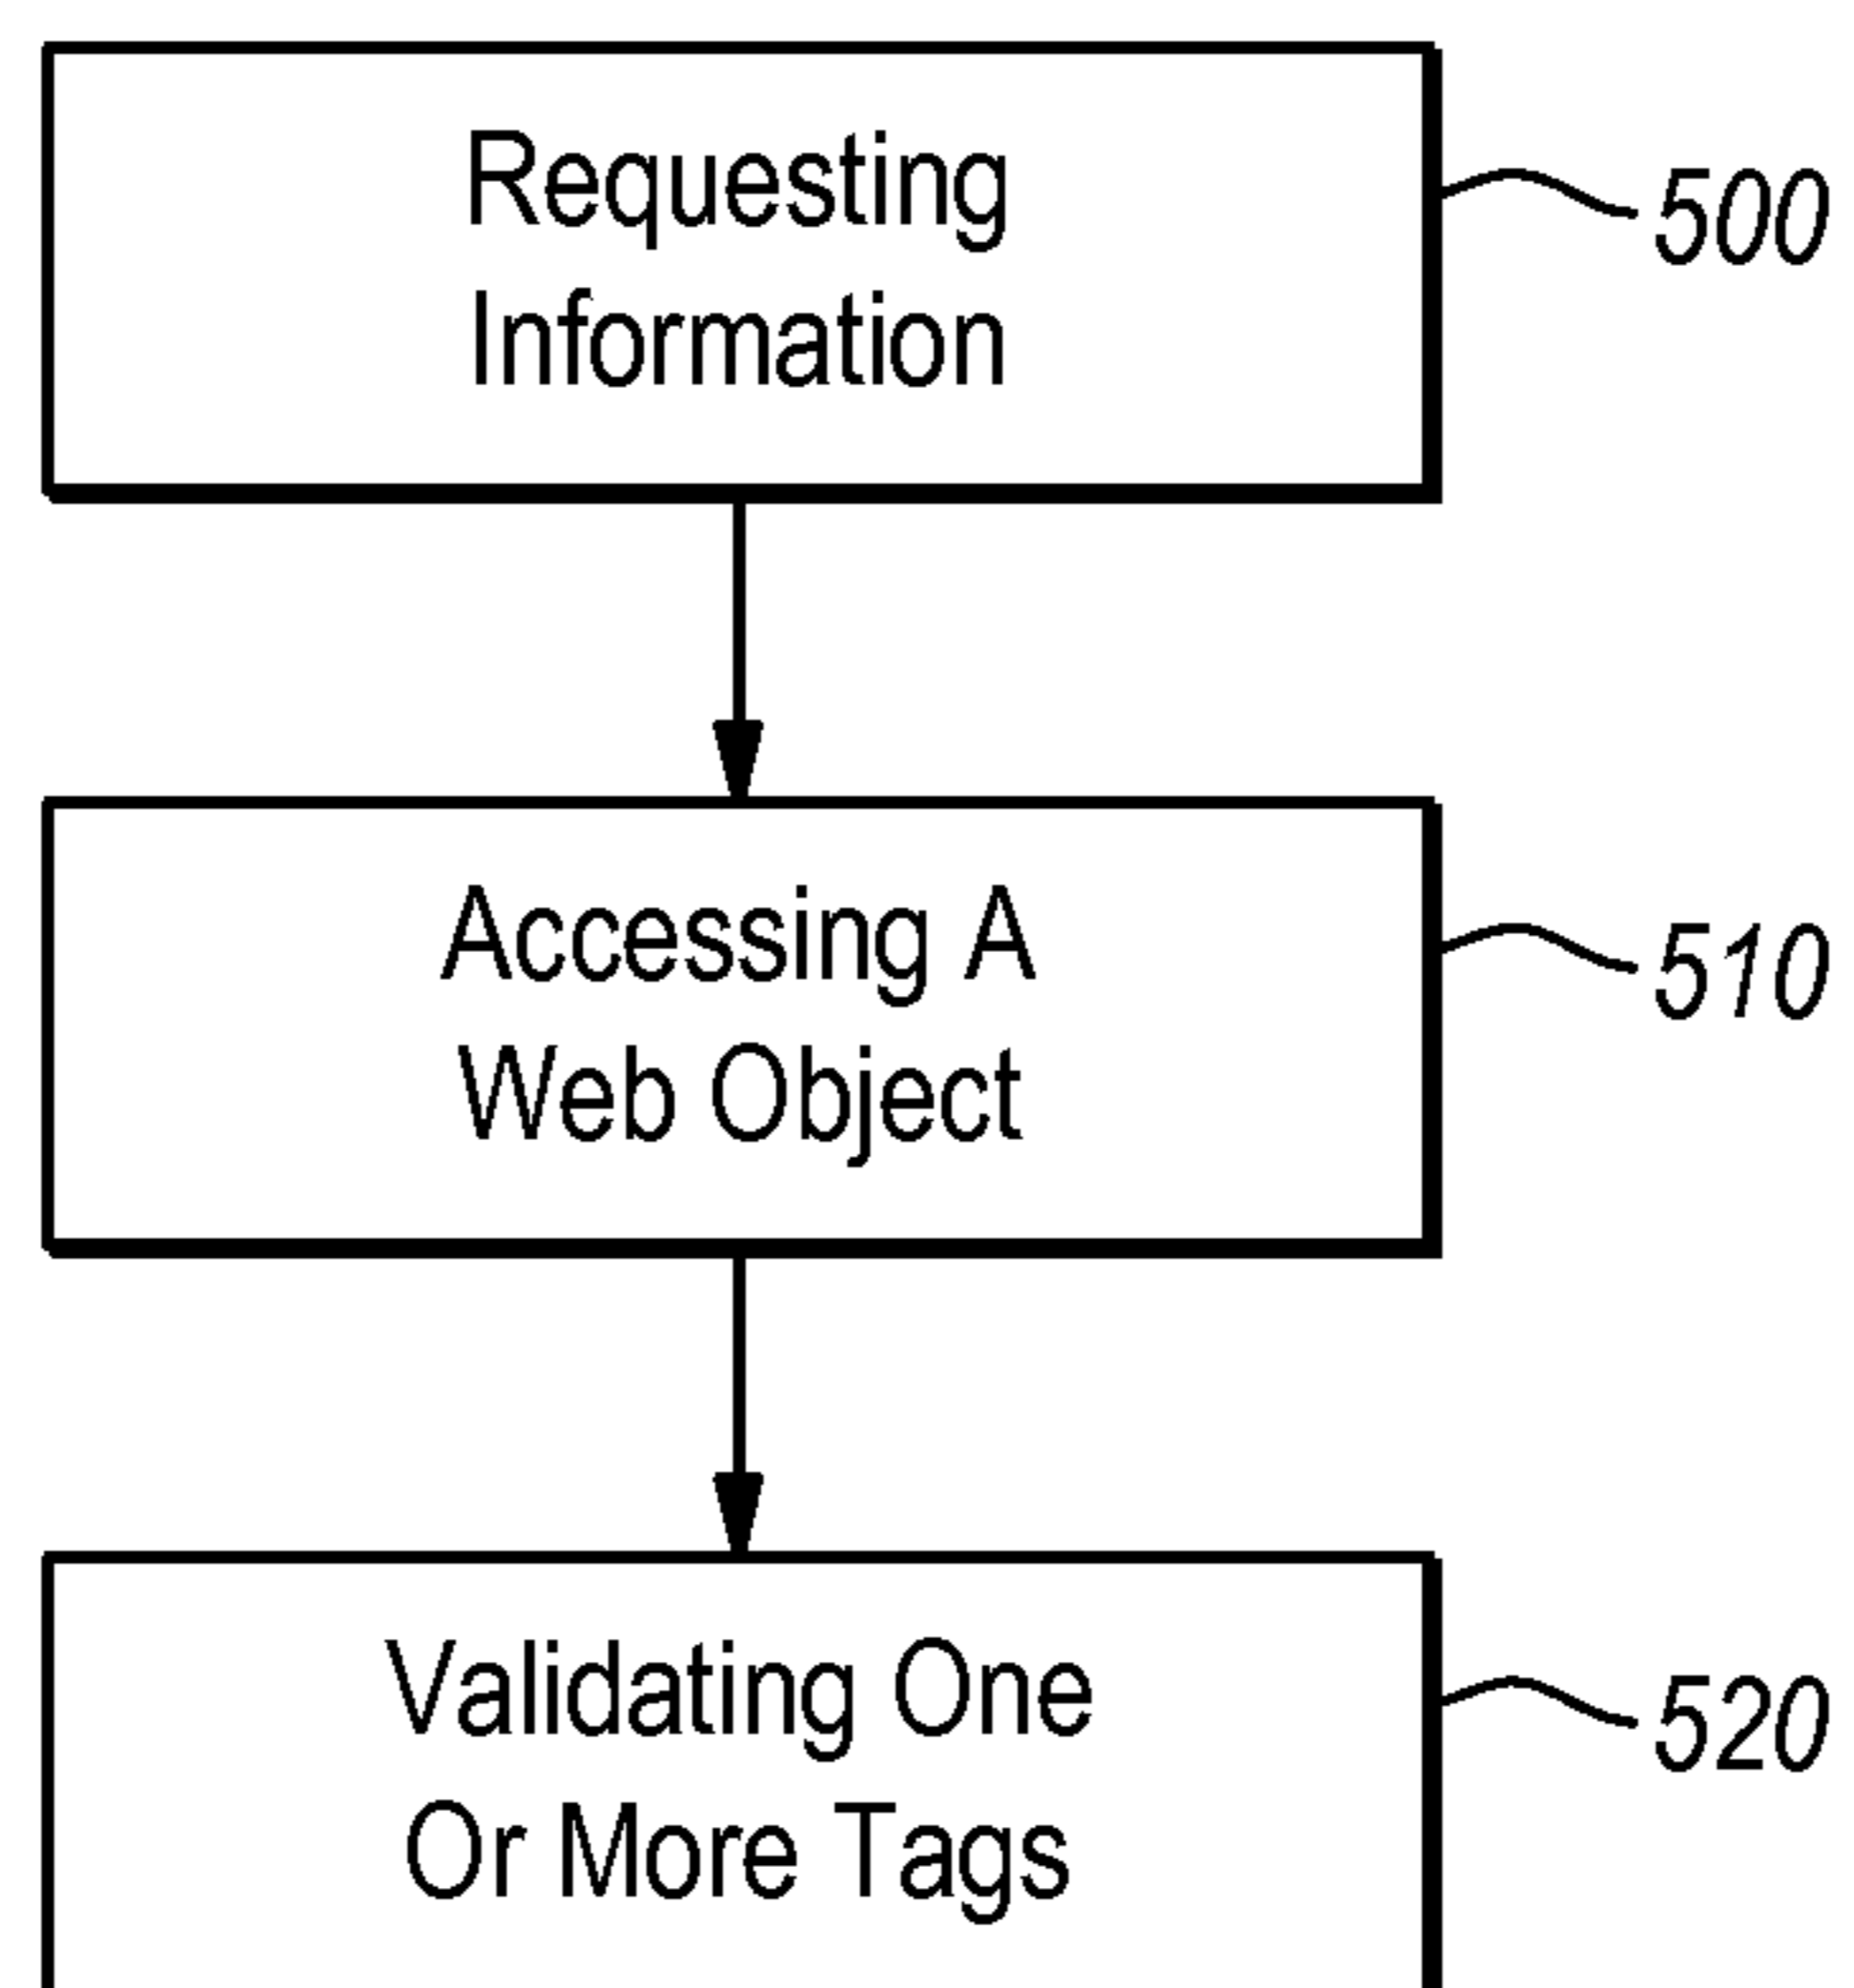 Requesting
Information
500
Accessing A
Web Object
510
Validating One
Or More Tags
520